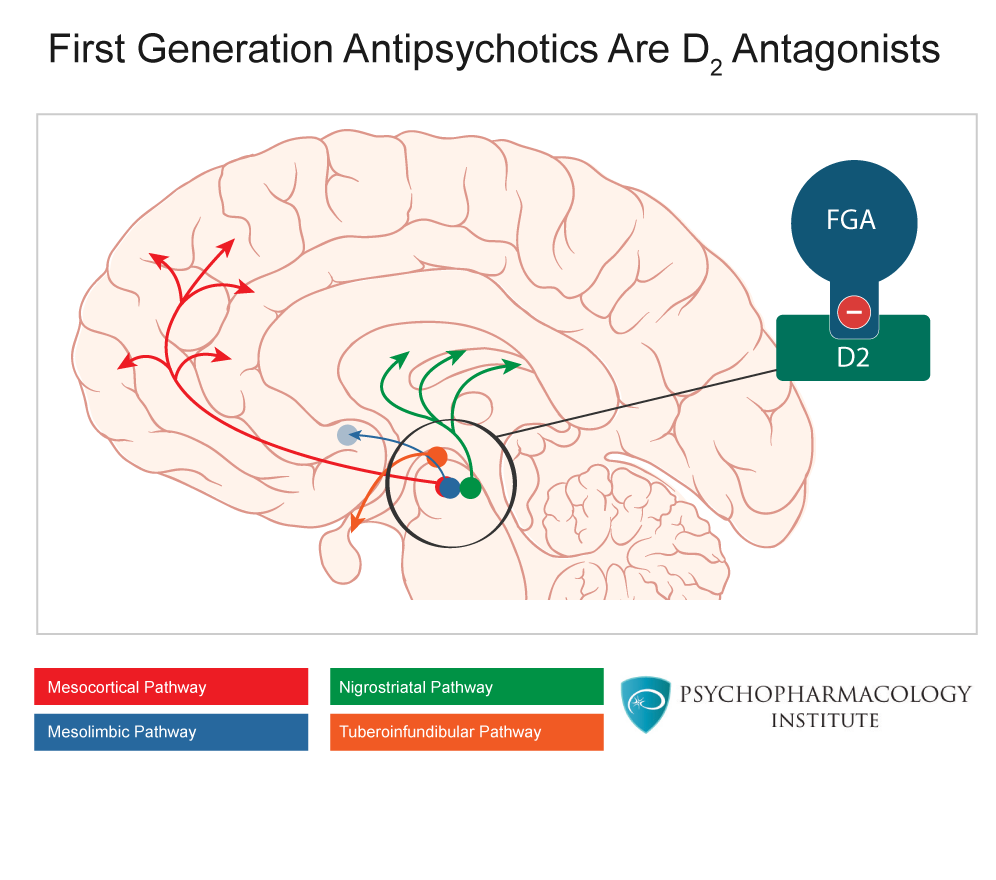 First Generation Antipsychotics Are D₂ Antagonists
FGA
D2
Mesocortical Pathway
Nigrostriatal Pathway
Mesolimbic Pathway
Tuberoinfundibular Pathway
PSYCHOPHARMACOLOGY
INSTITUTE